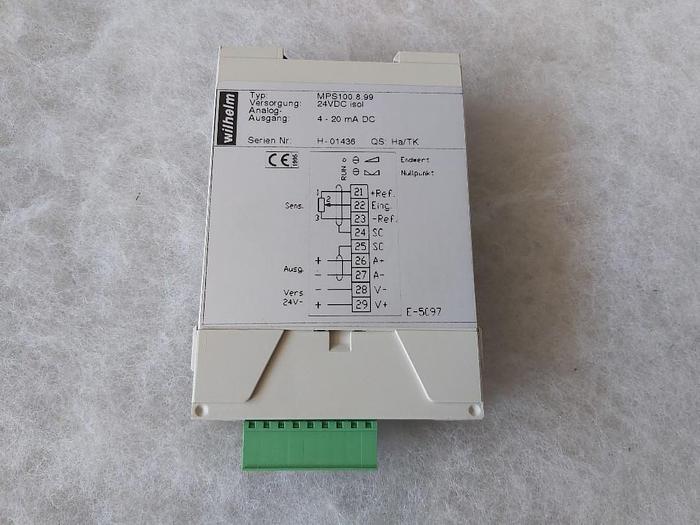 wilhelm
Typ: MPS100.8.99
Versorgung: 24VDC isol
Analog-
Ausgang: 4 - 20 mA DC
Serien Nr: H-01436 QS: Ha/TK
CE 1995
RUN
Endwert
Nullpunkt
Sens.
1
2
3
21 +Ref.
22 Eing.
23 -Ref.
24 SC
25 SC
Ausg.
+ 26 A+
- 27 A-
Vers
24V-
- 28 V-
+ 29 V+
E-5097